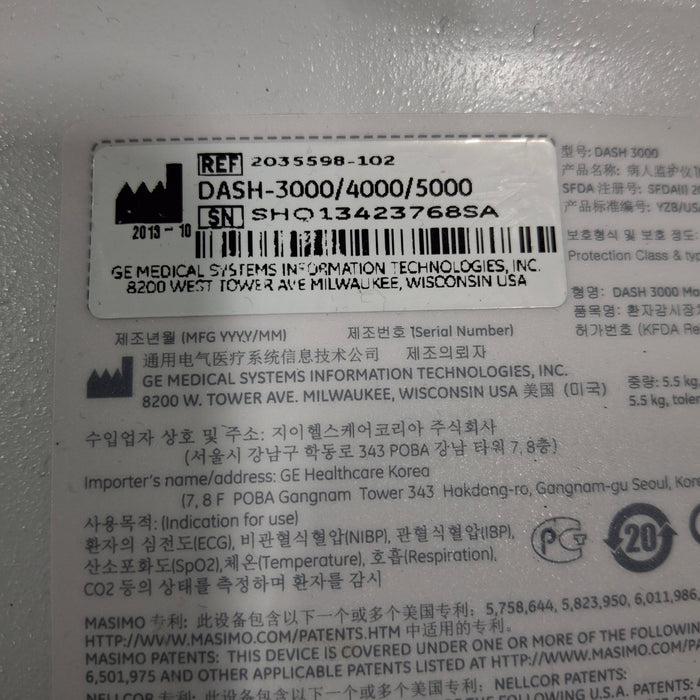 REF 2035598-102
DASH-3000/4000/5000
SN SHQ13423768SA
2013-10
GE MEDICAL SYSTEMS INFORMATION TECHNOLOGIES, INC.
8200 WEST TOWER AVE MILWAUKEE, WISCONSIN USA
型号: DASH 3000
产品名称: 病人监护仪
SFDA 注册号: SFDA(I)
产品标准编号: YZB/USA
보호형식 및 보호 정도:
Protection Class &
형명: DASH 3000
품목명: 환자감시장치
허가번호 (KFDA
제조년월 (MFG YYYY/MM) 제조번호 (Serial Number)
通用电气医疗系统信息技术公司 제조의뢰자
GE MEDICAL SYSTEMS INFORMATION TECHNOLOGIES, INC.
8200 W. TOWER AVE. MILWAUKEE, WISCONSIN USA 美国 (미국)
중량: 5.5 kg,
5.5 kg,
수입업자 상호 및 주소: 지이헬스케어코리아 주식회사
(서울시 강남구 학동로 343 POBA 강남 타워 7, 8층)
Importer's name/address: GE Healthcare Korea
(7, 8 F POBA Gangnam Tower 343 Hakdong-ro, Gangnam-gu Seoul,
사용목적: (Indication for use)
환자의 심전도(ECG), 비관혈식혈압(NIBP), 관혈식혈압(IBP),
산소포화도(SpO2), 체온(Temperature), 호흡(Respiration),
CO2 등의 상태를 측정하며 환자를 감시
20
MASIMO 专利: 此设备包含以下一个或多个美国专利: 5,758,644, 5,823,950, 6,011,986,
HTTP://WWW.MASIMO.COM/PATENTS.HTM 中适用的专利.
MASIMO PATENTS: THIS DEVICE IS COVERED UNDER ONE OR MORE OF THE FOLLOWING
6,501,975 AND OTHER APPLICABLE PATENTS LISTED AT HTTP://WWW.MASIMO.COM/PATENTS
NELLCOR 专利: 此设备包含以下一个或多个美国专利: NELLCOR PATENTS:
FOLLOWING U.S.A. PATENTS